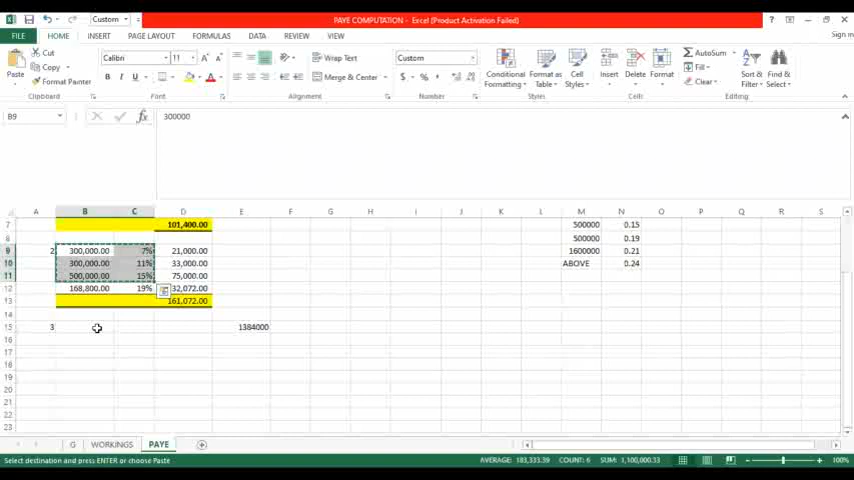 PAYE COMPUTATION - Excel (Product Activation Failed)
Custom
Sign in
FILE HOME INSERT PAGE LAYOUT FORMULAS DATA REVIEW VIEW
Cut
Copy
Format Painter
Paste
Clipboard
Calibri 11
B I U
Font
Wrap Text
Merge & Center
Alignment
Custom
$ %
Number
Conditional Formatting
Format as Table
Cell Styles
Styles
Insert Delete Format
Cells
AutoSum
Fill
Clear
Sort & Filter
Find & Select
Editing
B9 fx 300000
A B C D E F G H I J K L M N O P Q R S
7 101,400.00 500000 0.15
8 500000 0.19
9 2 300,000.00 7% 21,000.00 1600000 0.21
10 300,000.00 11% 33,000.00 ABOVE 0.24
11 500,000.00 15% 75,000.00
12 168,800.00 19% 32,072.00
13 161,072.00
14
15 3 1384000
16
17
18
19
20
21
22
23
G WORKINGS PAYE
Select destination and press ENTER or choose Paste
AVERAGE: 183,333.39 COUNT: 6 SUM: 1,100,000.33
100%